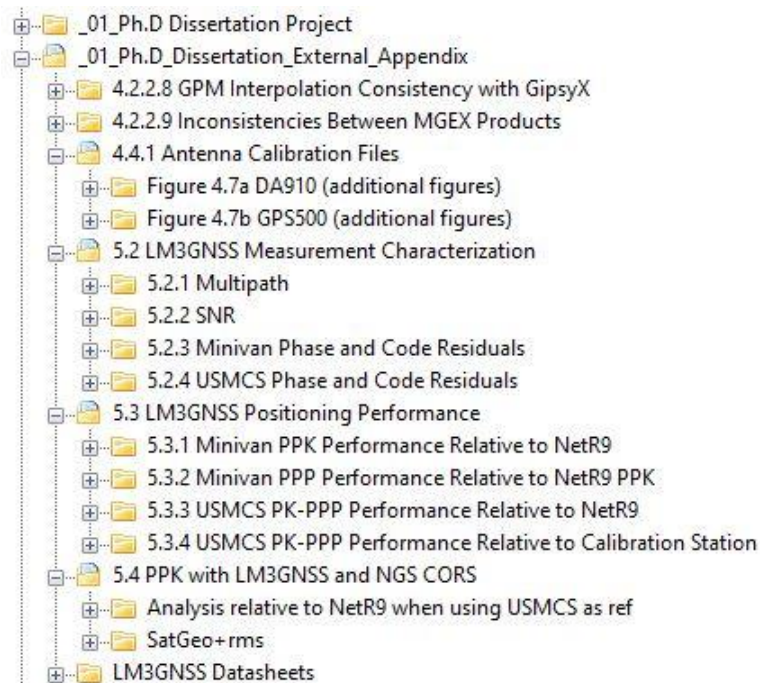 _01_Ph.D Dissertation Project
_01_Ph.D_Dissertation_External_Appendix
4.2.2.8 GPM Interpolation Consistency with GipsyX
4.2.2.9 Inconsistencies Between MGEX Products
4.4.1 Antenna Calibration Files
Figure 4.7a DA910 (additional figures)
Figure 4.7b GPS500 (additional figures)
5.2 LM3GNSS Measurement Characterization
5.2.1 Multipath
5.2.2 SNR
5.2.3 Minivan Phase and Code Residuals
5.2.4 USMCS Phase and Code Residuals
5.3 LM3GNSS Positioning Performance
5.3.1 Minivan PPK Performance Relative to NetR9
5.3.2 Minivan PPP Performance Relative to NetR9 PPK
5.3.3 USMCS PK-PPP Performance Relative to NetR9
5.3.4 USMCS PK-PPP Performance Relative to Calibration Station
5.4 PPK with LM3GNSS and NGS CORS
Analysis relative to NetR9 when using USMCS as ref
SatGeo+rms
LM3GNSS Datasheets